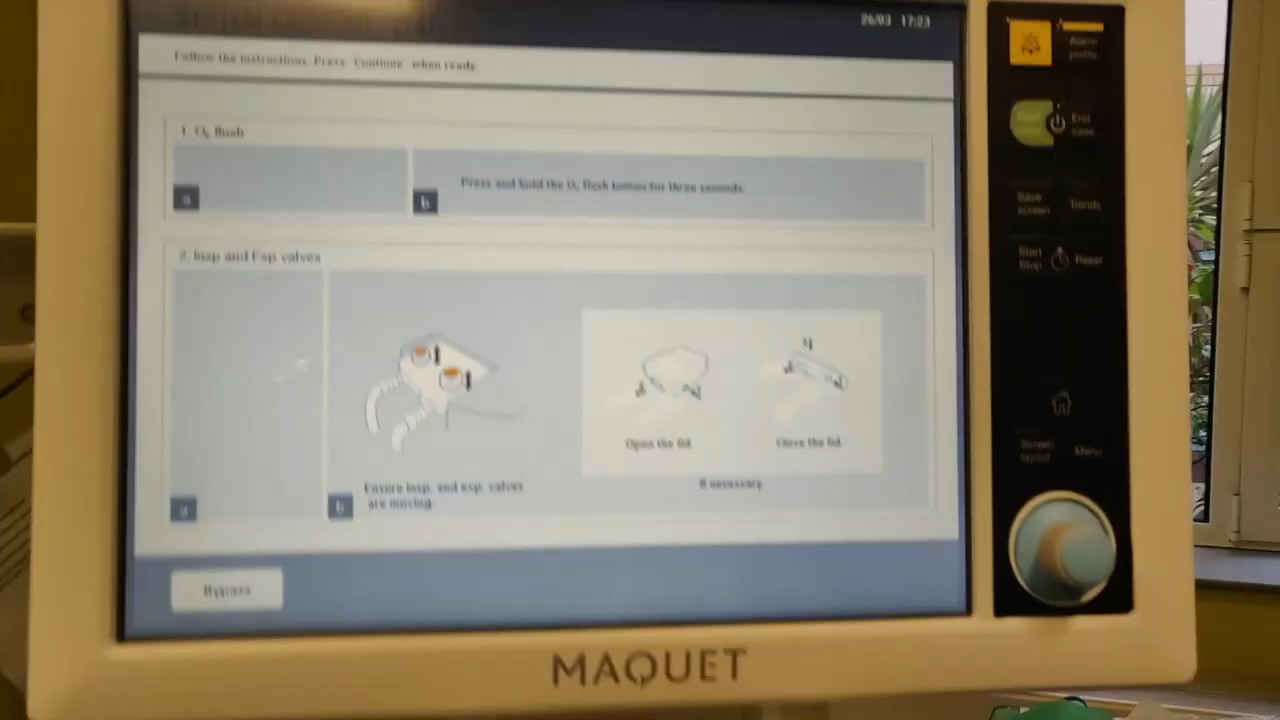 26/03 17:23
Follow the instructions. Press 'Continue' when ready.
1. O₂ flush
a
b
Press and hold the O₂ flush button for three seconds.
2. Insp and Exp valves
a
b
Ensure insp. and exp. valves
are moving
Open the lid.
Close the lid.
If necessary
Bypass
MAQUET
Alarm
profile
End
case
Save
screen
Trends
Start
Stop
Reset
Screen
layout
Menu